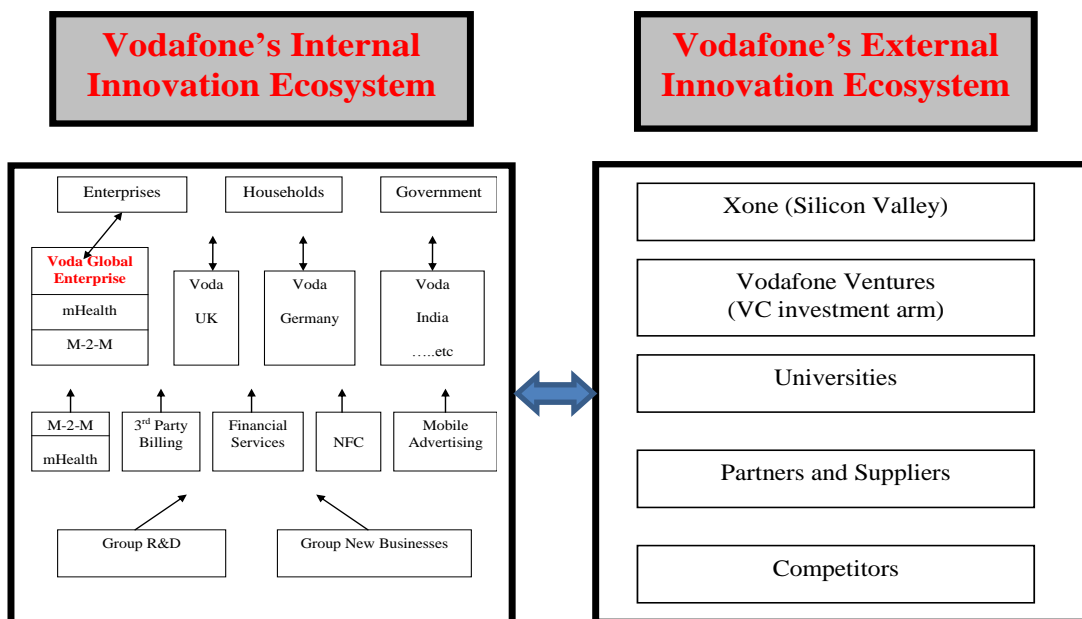 Vodafone's Internal
Innovation Ecosystem
Vodafone's External
Innovation Ecosystem
Enterprises
Households
Government
Voda Global
Enterprise
mHealth
M-2-M
Voda
UK
Voda
Germany
Voda
India
…..etc
M-2-M
mHealth
3rd Party
Billing
Financial
Services
NFC
Mobile
Advertising
Group R&D
Group New Businesses
Xone (Silicon Valley)
Vodafone Ventures
(VC investment arm)
Universities
Partners and Suppliers
Competitors